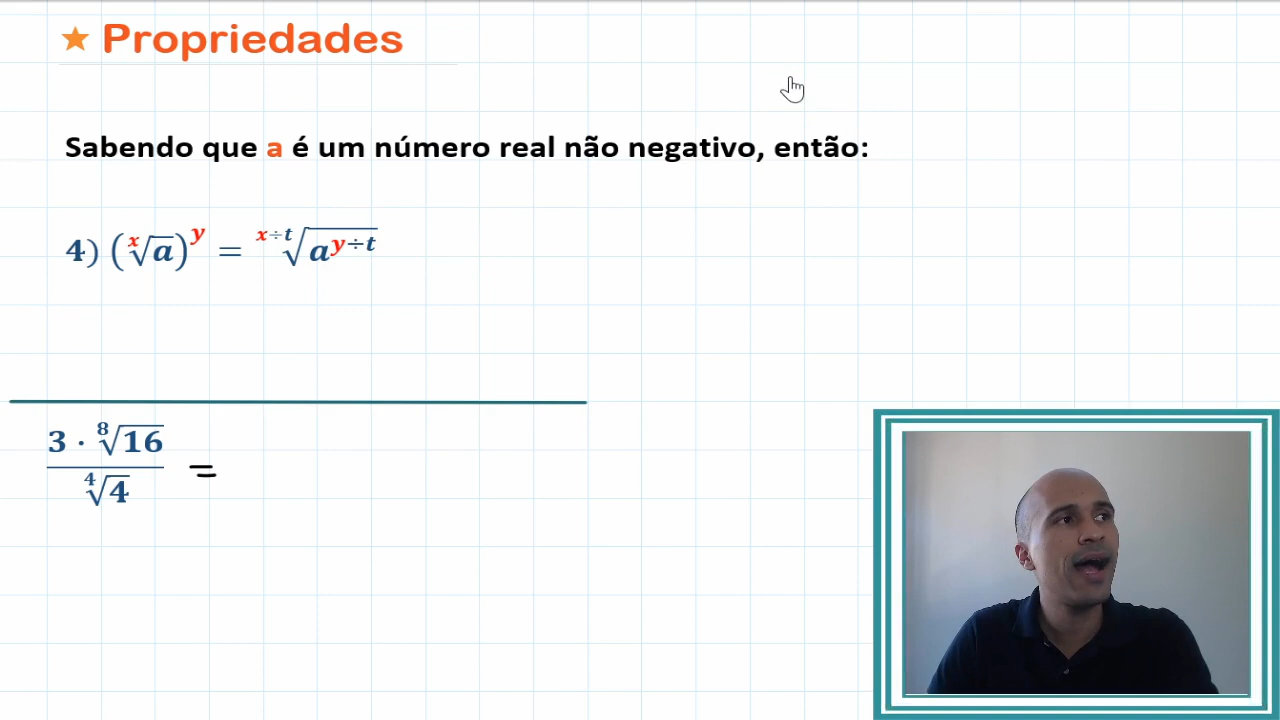 ★ Propriedades
Sabendo que a é um número real não negativo, então:
4) (ˣ√a)ʸ = ˣ÷ᵗ√(aʸ÷ᵗ)
(3 · ⁸√16)/(⁴√4) =